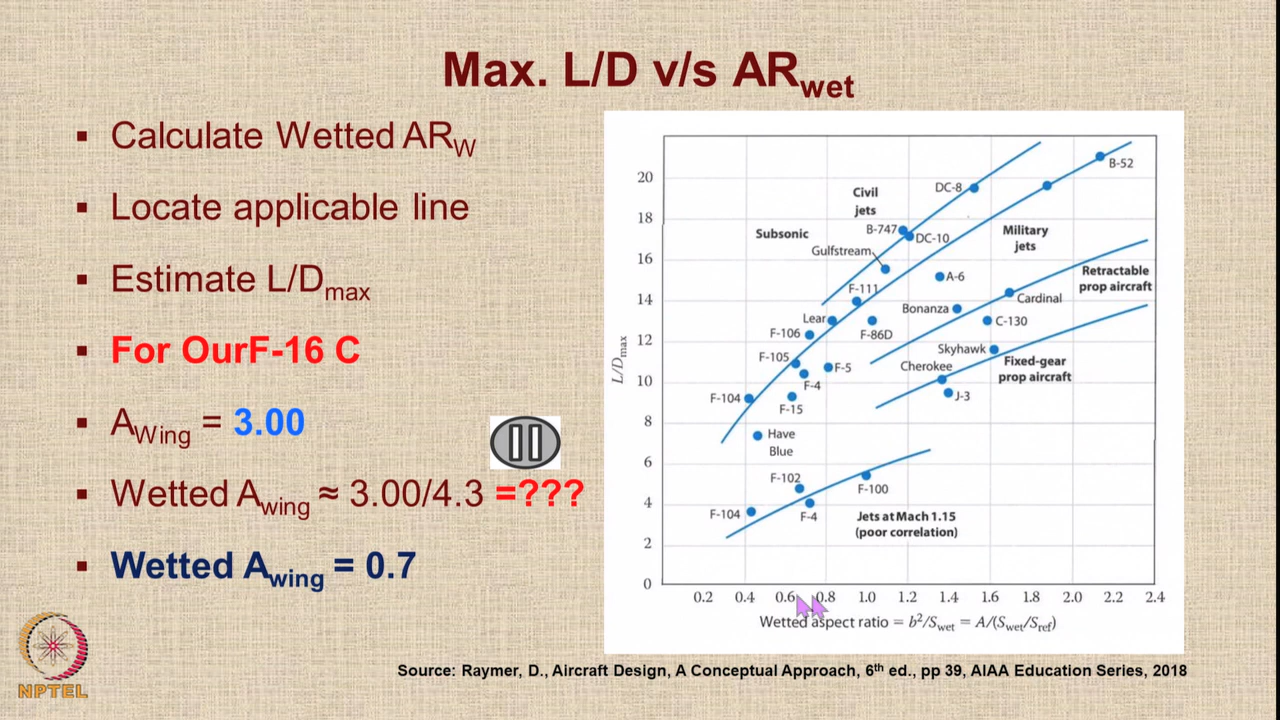 Max. L/D v/s ARwet
▪ Calculate Wetted ARW
▪ Locate applicable line
▪ Estimate L/Dmax
▪ For OurF-16 C
▪ AWing = 3.00
▪ Wetted Awing ≈ 3.00/4.3 =???
▪ Wetted Awing = 0.7
L/Dmax
20
18
16
14
12
10
8
6
4
2
0
0.2 0.4 0.6 0.8 1.0 1.2 1.4 1.6 1.8 2.0 2.2 2.4
Wetted aspect ratio = b²/Swet = A/(Swet/Sref)
Subsonic
Civil
jets
Military
jets
Retractable
prop aircraft
Fixed-gear
prop aircraft
Jets at Mach 1.15
(poor correlation)
B-52
DC-8
B-747
DC-10
Gulfstream
A-6
F-111
Cardinal
Bonanza
Lear
F-86D
C-130
F-106
Skyhawk
F-105
F-5
Cherokee
F-4
J-3
F-104
F-15
Have
Blue
F-102
F-100
F-104
F-4
NPTEL
Source: Raymer, D., Aircraft Design, A Conceptual Approach, 6th ed., pp 39, AIAA Education Series, 2018